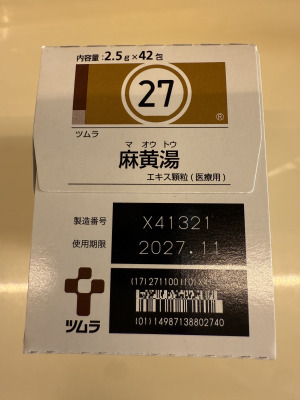 内容量:2.5g×42包
27
®
ツムラ
マ オウ トウ
麻黄湯
エキス顆粒(医療用)
製造番号
X41321
使用期限
2027.11
ツムラ
(01)14987138802740